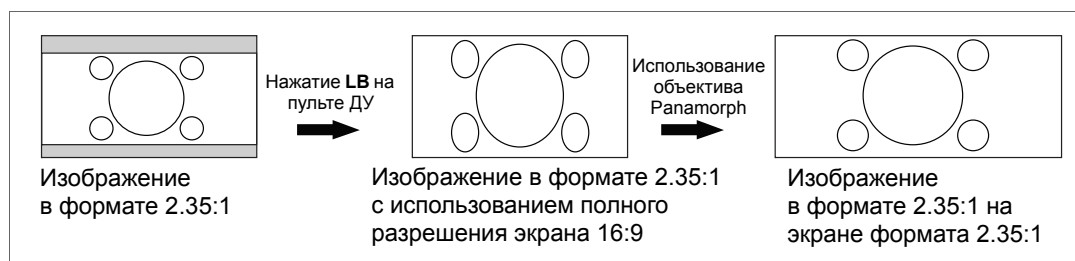 Нажатие LB на
пульте ДУ
Использование
объектива
Panamorph
Изображение
в формате 2.35:1
Изображение в формате 2.35:1
с использованием полного
разрешения экрана 16:9
Изображение
в формате 2.35:1 на
экране формата 2.35:1